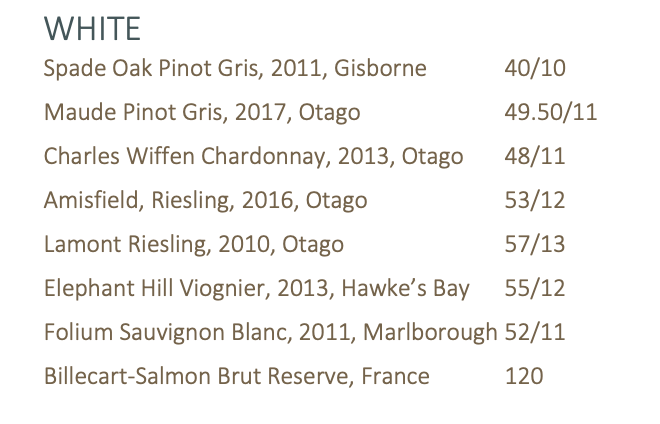 WHITE
Spade Oak Pinot Gris, 2011, Gisborne 40/10
Maude Pinot Gris, 2017, Otago 49.50/11
Charles Wiffen Chardonnay, 2013, Otago 48/11
Amisfield, Riesling, 2016, Otago 53/12
Lamont Riesling, 2010, Otago 57/13
Elephant Hill Viognier, 2013, Hawke’s Bay 55/12
Folium Sauvignon Blanc, 2011, Marlborough 52/11
Billecart-Salmon Brut Reserve, France 120